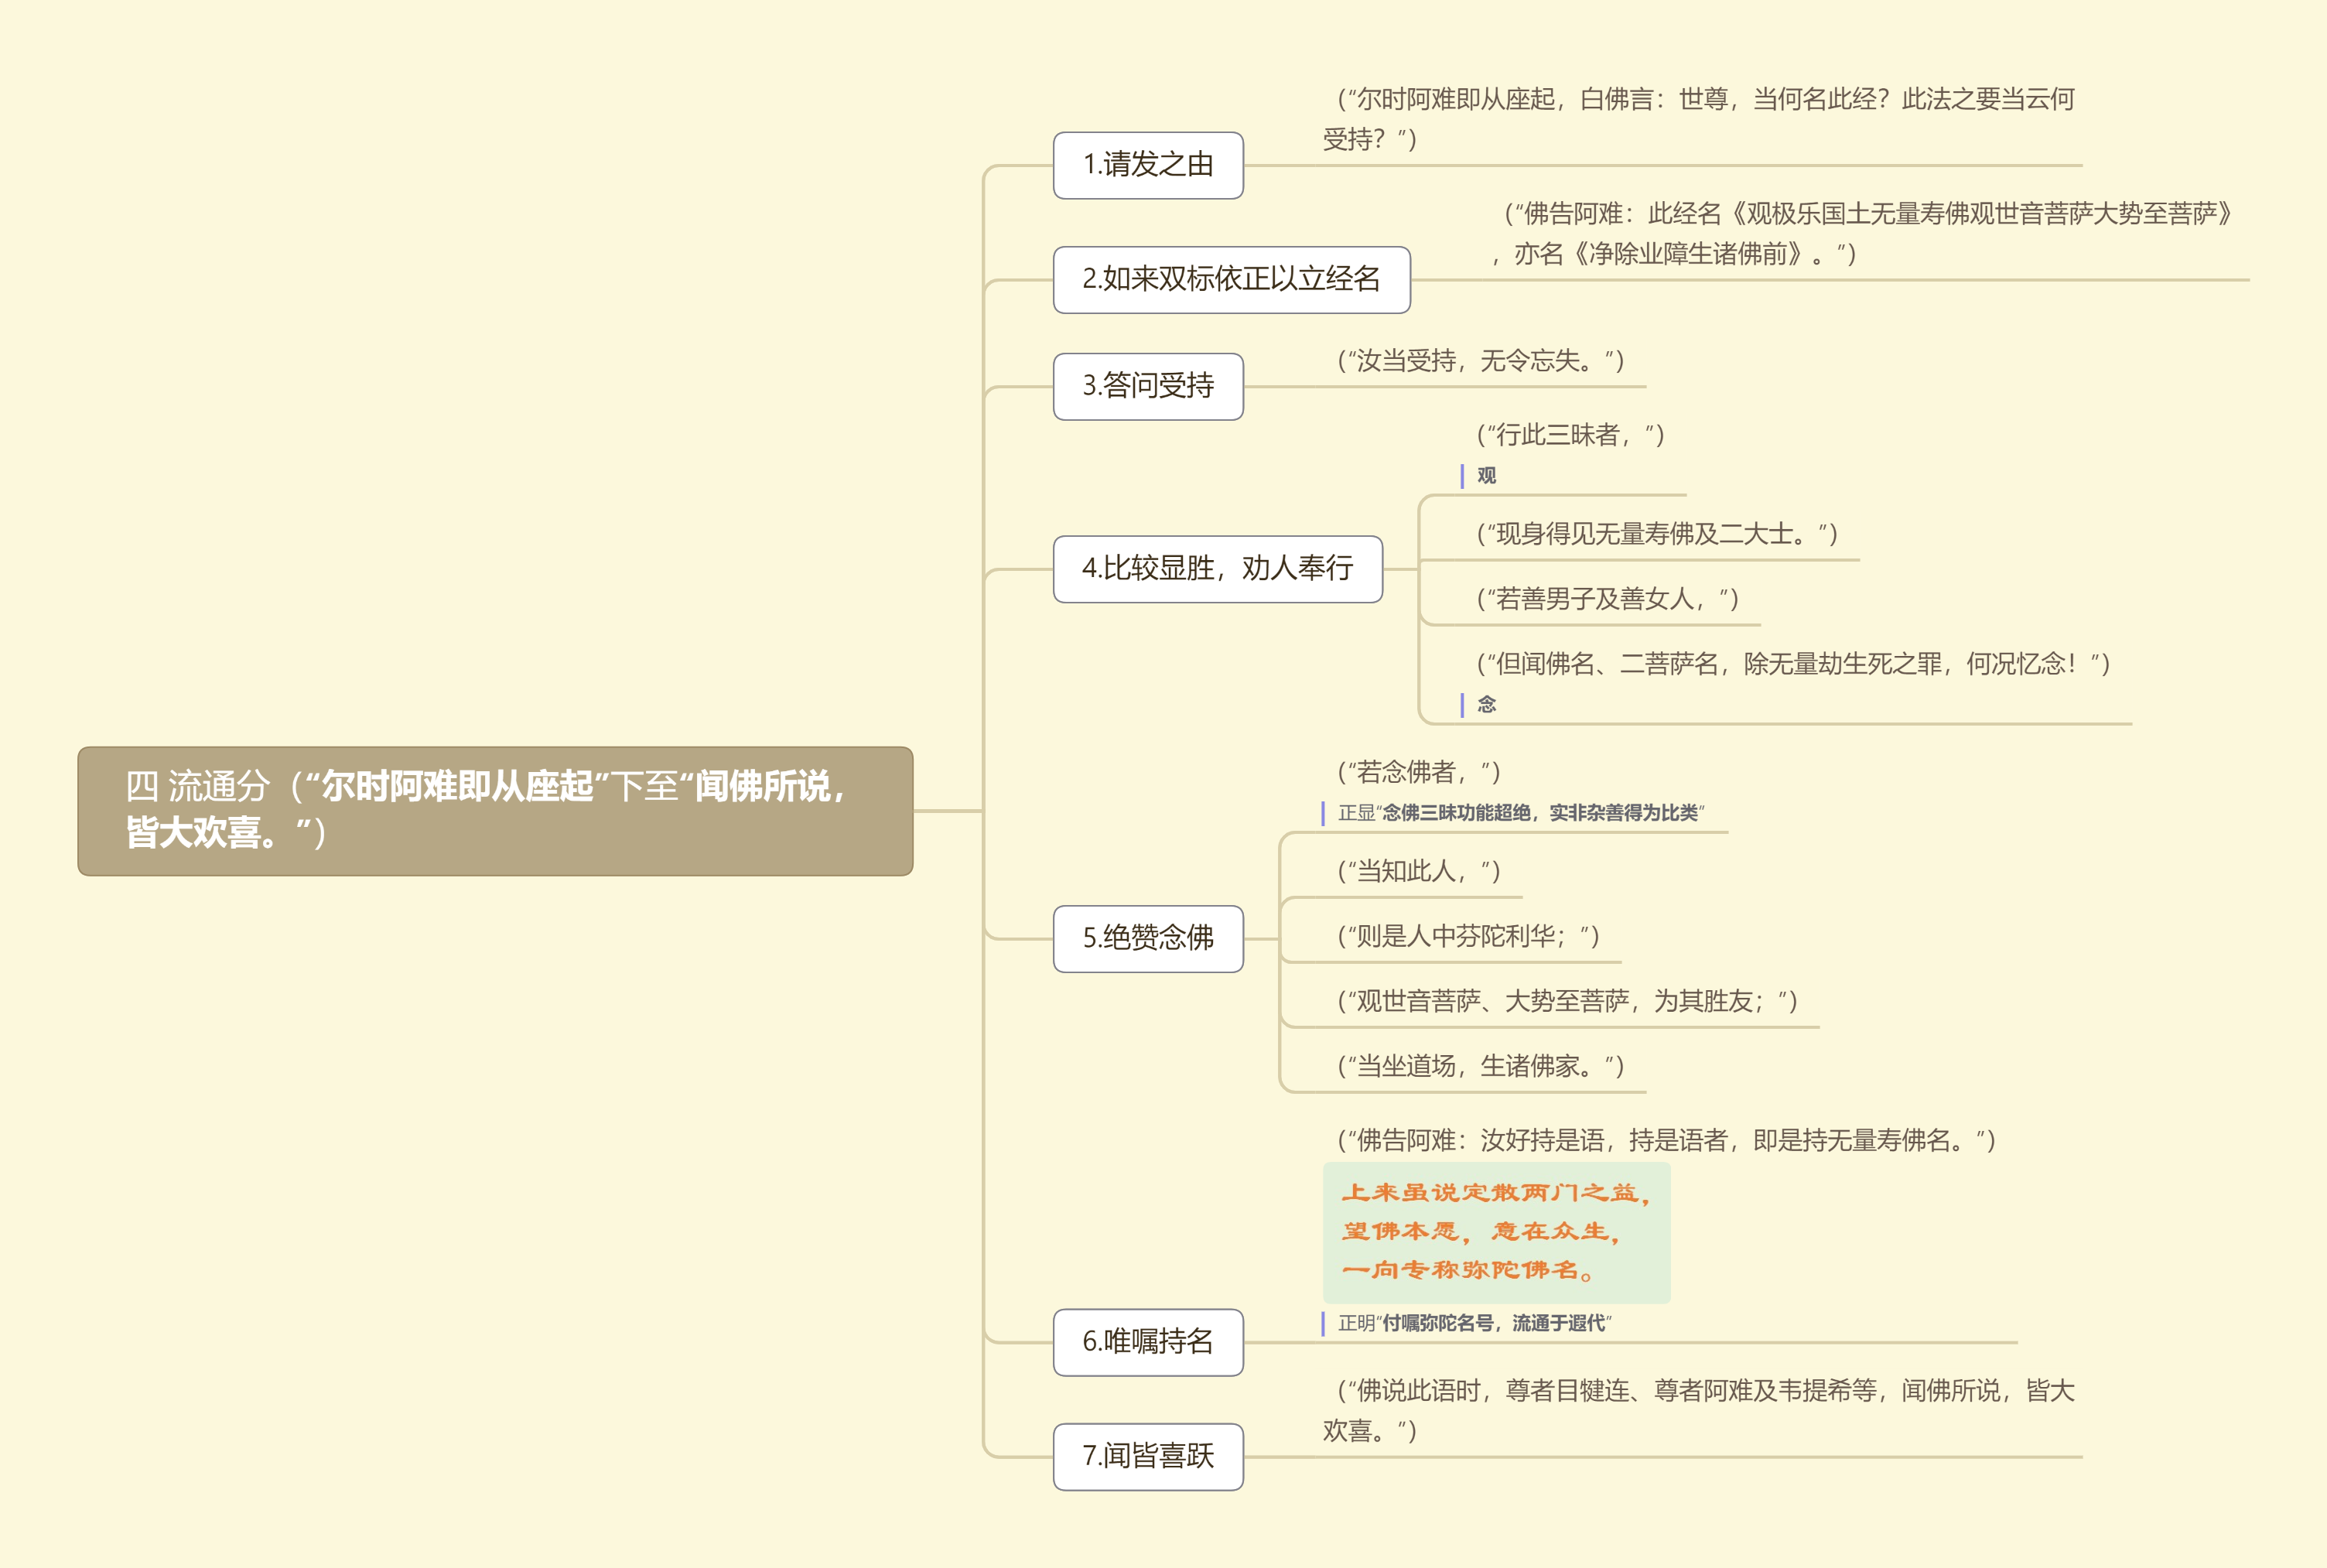 四 流通分（“尔时阿难即从座起”下至“闻佛所说，
皆大欢喜。”）
1.请发之由
（“尔时阿难即从座起，白佛言：世尊，当何名此经？此法之要当云何
受持？”）
2.如来双标依正以立经名
（“佛告阿难：此经名《观极乐国土无量寿佛观世音菩萨大势至菩萨》
，亦名《净除业障生诸佛前》。”）
3.答问受持
（“汝当受持，无令忘失。”）
4.比较显胜，劝人奉行
（“行此三昧者，”）
观
（“现身得见无量寿佛及二大士。”）
（“若善男子及善女人，”）
（“但闻佛名、二菩萨名，除无量劫生死之罪，何况忆念！”）
念
5.绝赞念佛
（“若念佛者，”）
正显“念佛三昧功能超绝，实非杂善得为比类”
（“当知此人，”）
（“则是人中芬陀利华；”）
（“观世音菩萨、大势至菩萨，为其胜友；”）
（“当坐道场，生诸佛家。”）
6.唯嘱持名
（“佛告阿难：汝好持是语，持是语者，即是持无量寿佛名。”）
上来虽说定散两门之益，
望佛本愿，意在众生，
一向专称弥陀佛名。
正明“付嘱弥陀名号，流通于遐代”
7.闻皆喜跃
（“佛说此语时，尊者目犍连、尊者阿难及韦提希等，闻佛所说，皆大
欢喜。”）